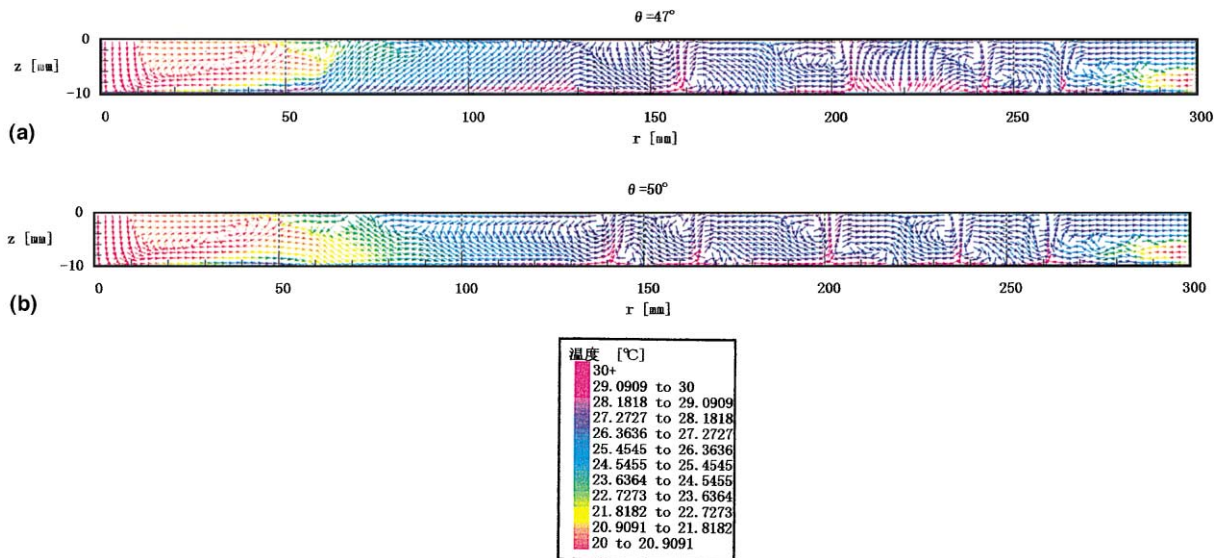 θ=47°
0
z [mm]
-10
0 50 100 150 200 250 300
(a)
r [mm]
θ=50°
0
z [mm]
-10
0 50 100 150 200 250 300
(b)
r [mm]
温度 [℃]
30+
29.0909 to 30
28.1818 to 29.0909
27.2727 to 28.1818
26.3636 to 27.2727
25.4545 to 26.3636
24.5455 to 25.4545
23.6364 to 24.5455
22.7273 to 23.6364
21.8182 to 22.7273
20.9091 to 21.8182
20 to 20.9091